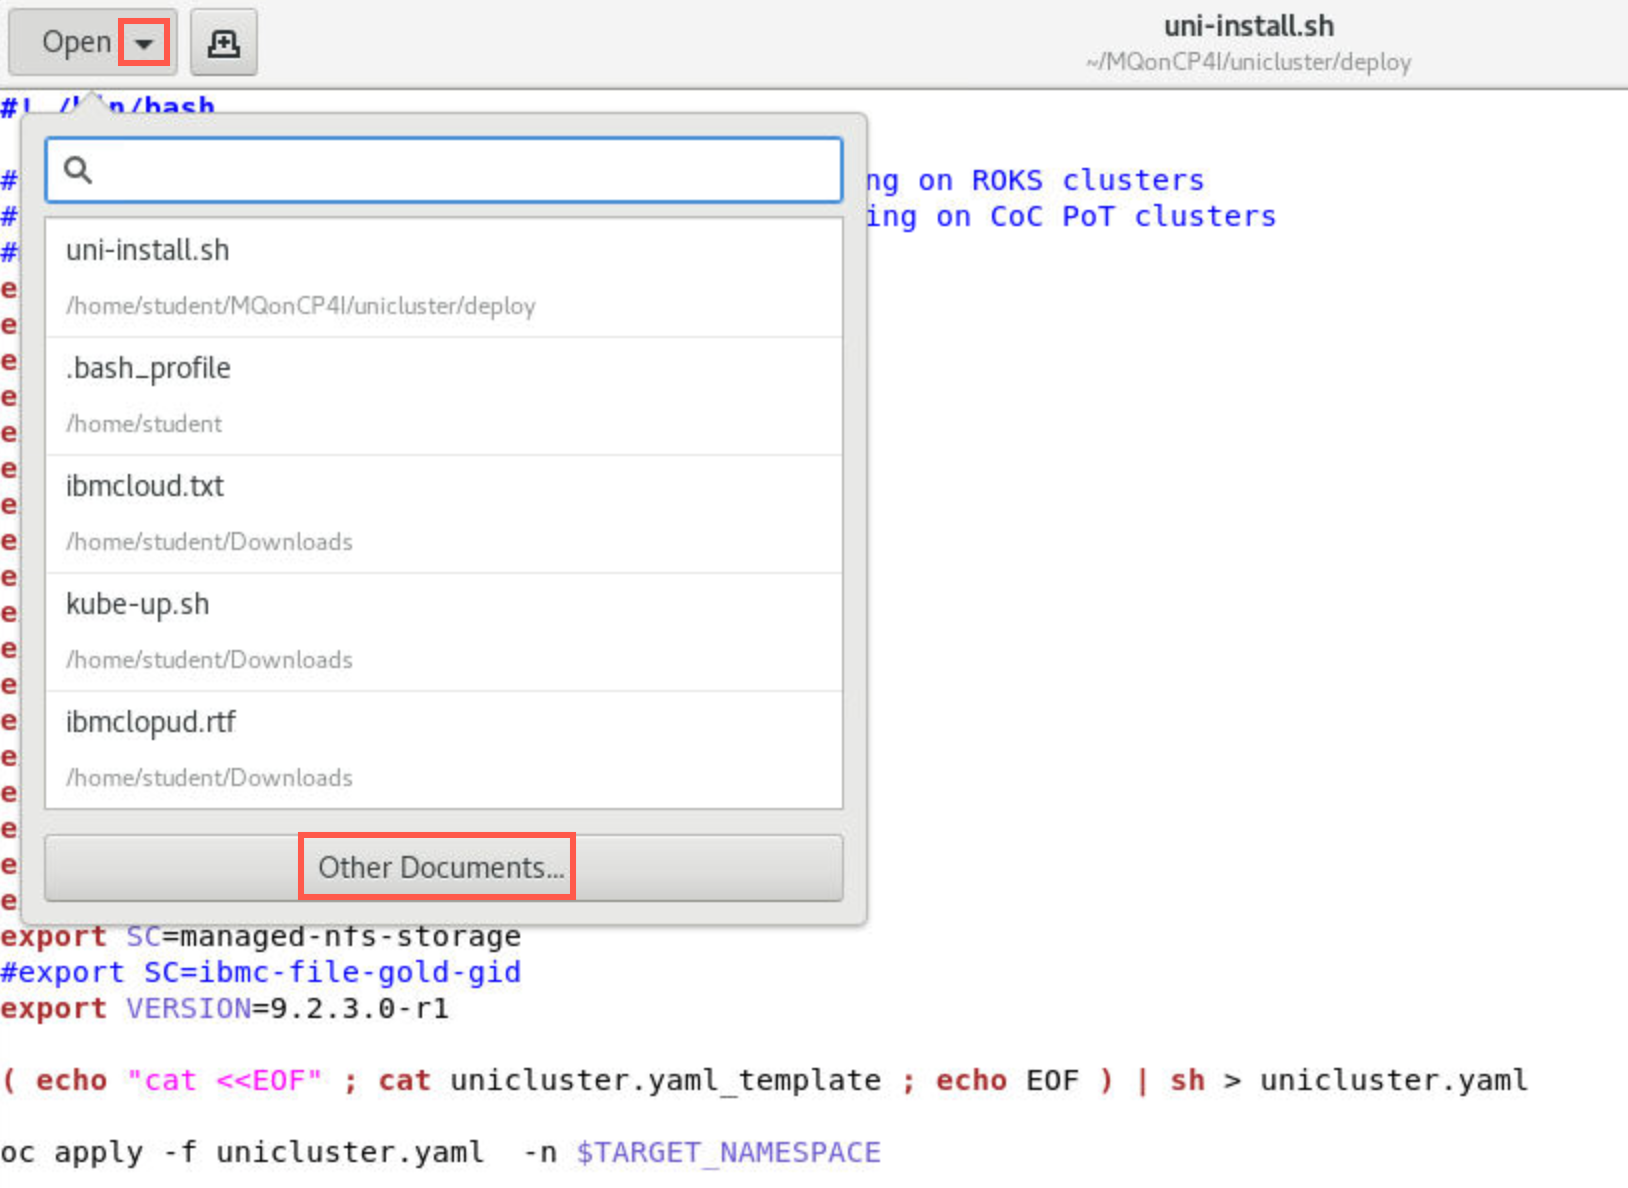 Open
uni-install.sh
~/MQonCP4I/unicluster/deploy
#! /bin/bash
# ng on ROKS clusters
# ing on CoC PoT clusters
#
uni-install.sh
/home/student/MQonCP4I/unicluster/deploy
.bash_profile
/home/student
ibmcloud.txt
/home/student/Downloads
kube-up.sh
/home/student/Downloads
ibmclopud.rtf
/home/student/Downloads
Other Documents...
export SC=managed-nfs-storage
#export SC=ibmc-file-gold-gid
export VERSION=9.2.3.0-r1
( echo "cat <<EOF" ; cat unicluster.yaml_template ; echo EOF ) | sh > unicluster.yaml
oc apply -f unicluster.yaml  -n $TARGET_NAMESPACE